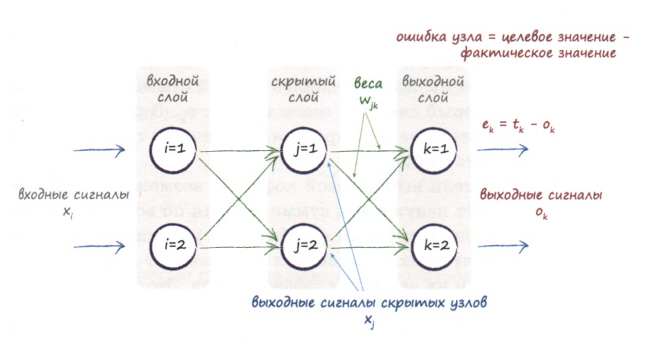 ошибка узла = целевое значение –
фактическое значение
входной
слой
скрытый
слой
веса
w_jk
выходной
слой
i=1
j=1
k=1
e_k = t_k - o_k
входные сигналы
x_i
выходные сигналы
o_k
i=2
j=2
k=2
выходные сигналы скрытых узлов
x_j